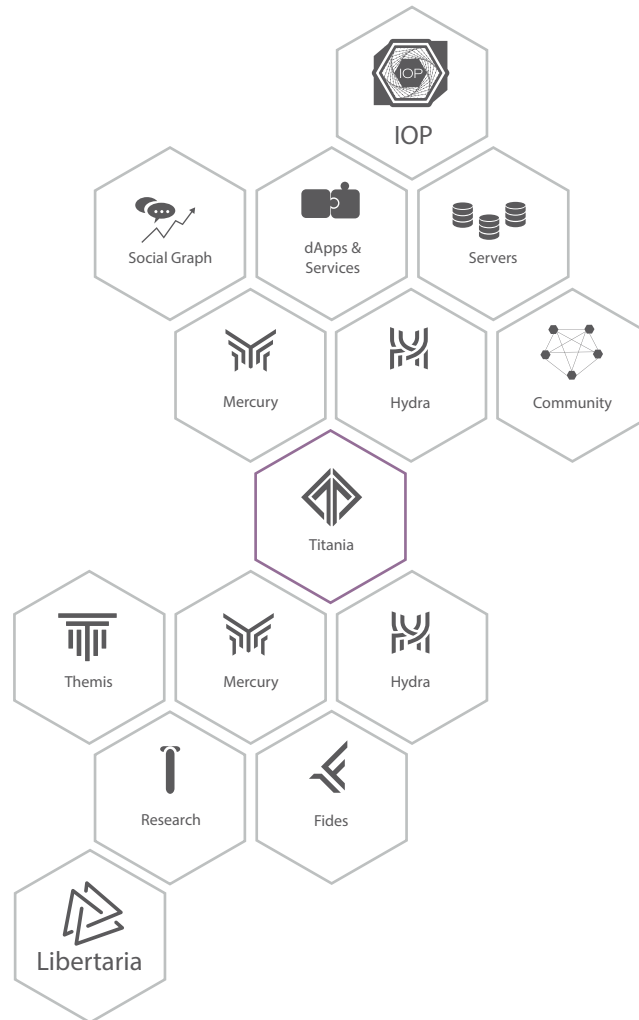 IOP
IOP
Social Graph
dApps &
Services
Servers
Mercury
Hydra
Community
Titania
Themis
Mercury
Hydra
Research
Fides
Libertaria